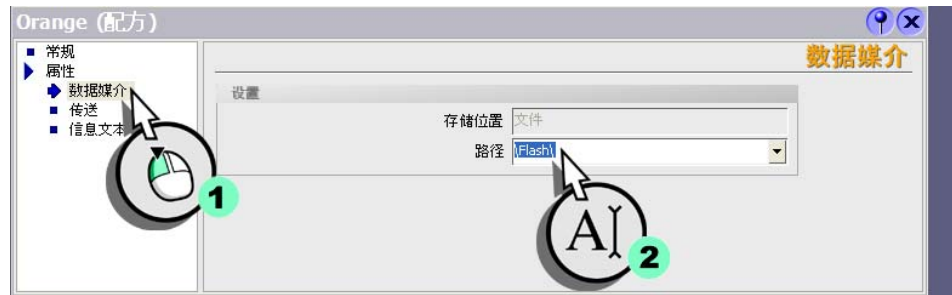 Orange (配方)
常规
属性
数据媒介
传送
信息文本
数据媒介
设置
存储位置 文件
路径 \Flash\
1
A
2